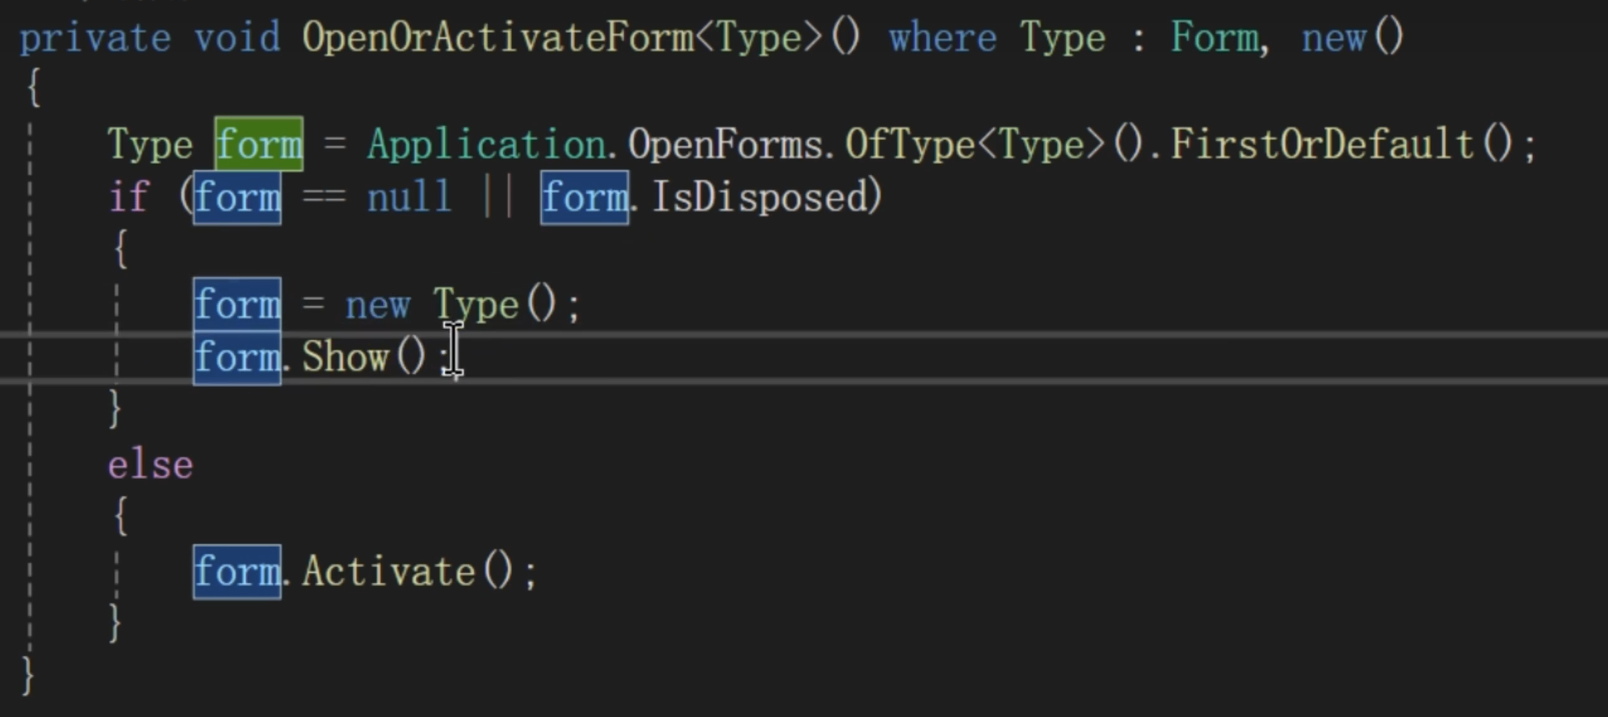 private void OpenOrActivateForm<Type>() where Type : Form, new()
{
    Type form = Application.OpenForms.OfType<Type>().FirstOrDefault();
    if (form == null || form.IsDisposed)
    {
        form = new Type();
        form.Show();
    }
    else
    {
        form.Activate();
    }
}